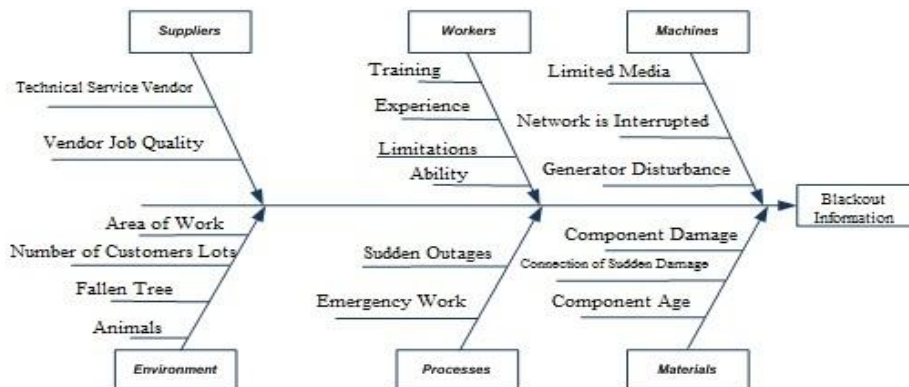 Suppliers
Workers
Machines
Technical Service Vendor
Vendor Job Quality
Training
Experience
Limitations
Ability
Limited Media
Network is Interrupted
Generator Disturbance
Blackout
Information
Area of Work
Number of Customers Lots
Fallen Tree
Animals
Sudden Outages
Emergency Work
Component Damage
Connection of Sudden Damage
Component Age
Environment
Processes
Materials